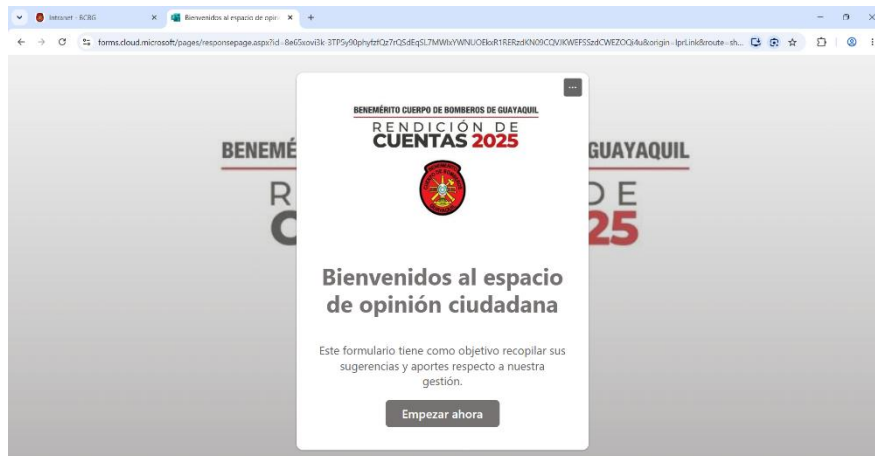 Intranet - BCBG
Bienvenidos al espacio de opin
BENEMÉRITO CUERPO DE BOMBEROS DE GUAYAQUIL
RENDICIÓN DE
CUENTAS 2025
BENEMÉ
GUAYAQUIL
R
DE
C
25
Bienvenidos al espacio
de opinión ciudadana
Este formulario tiene como objetivo recopilar sus
sugerencias y aportes respecto a nuestra
gestión.
Empezar ahora